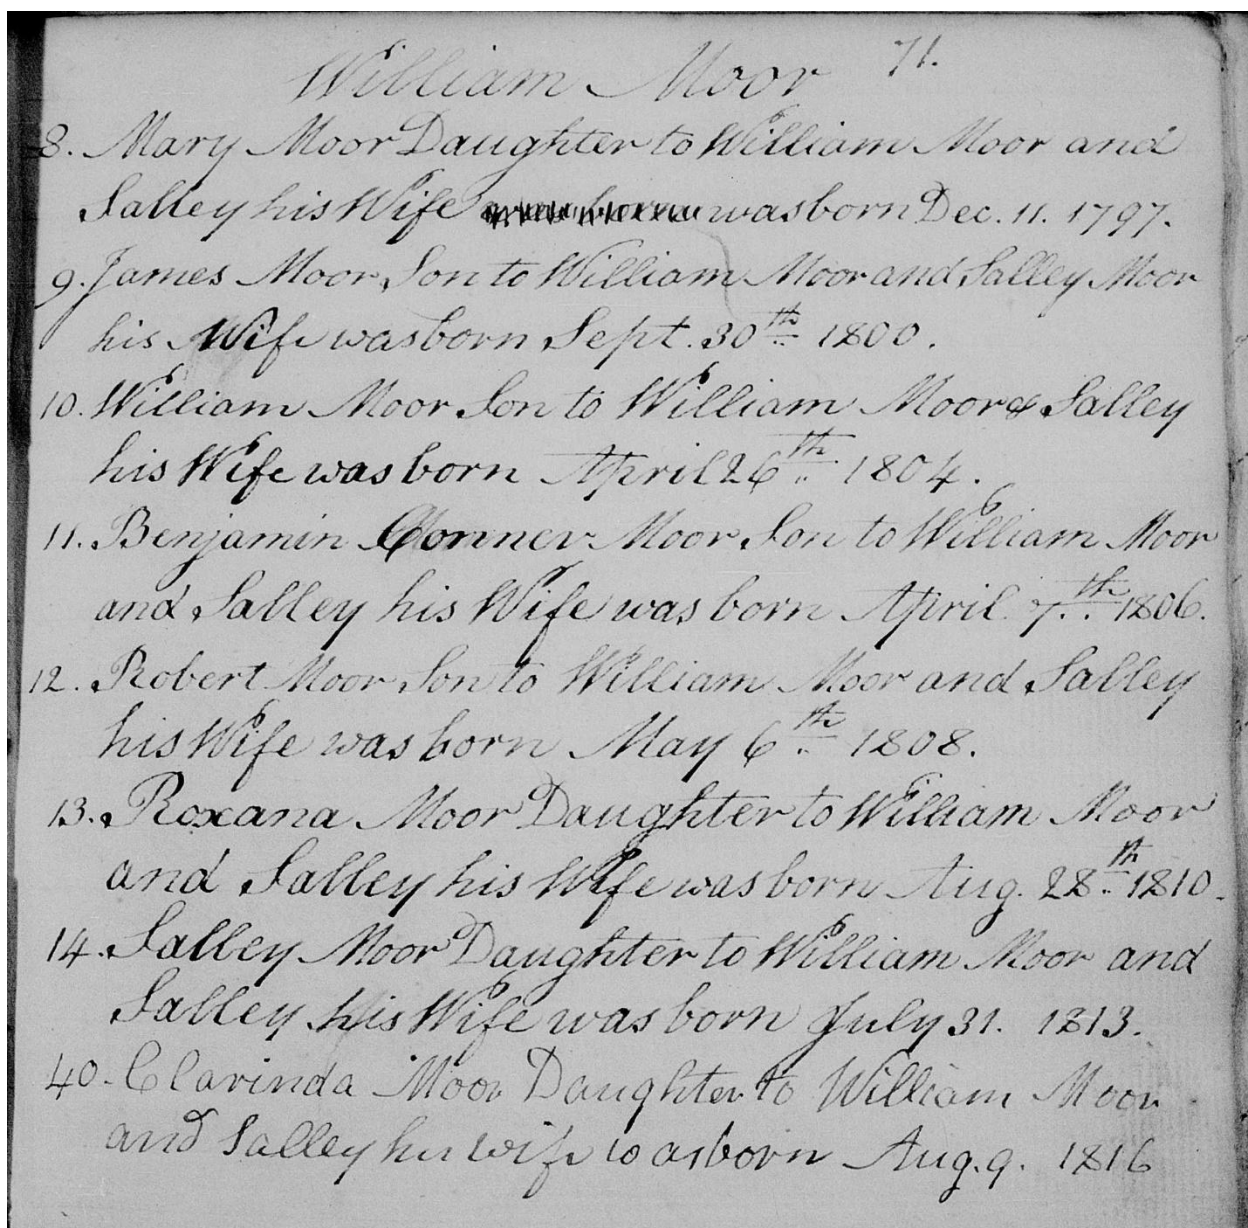 William Moor 71.
8. Mary Moor Daughter to William Moor and
Salley his Wife was born Dec. 11. 1797.
9. James Moor Son to William Moor and Salley Moor
his Wife was born Sept. 30th 1800.
10. William Moor Son to William Moor & Salley
his Wife was born April 26th 1804.
11. Benjamin Conner Moor Son to William Moor
and Salley his Wife was born April 7th 1806.
12. Robert Moor Son to William Moor and Salley
his Wife was born May 6th 1808.
13. Roxana Moor Daughter to William Moor
and Salley his Wife was born Aug. 28th 1810.
14. Salley Moor Daughter to William Moor and
Salley his Wife was born July 31. 1813.
40. Clarinda Moor Daughter to William Moor
and Salley his wife was born Aug. 9. 1816